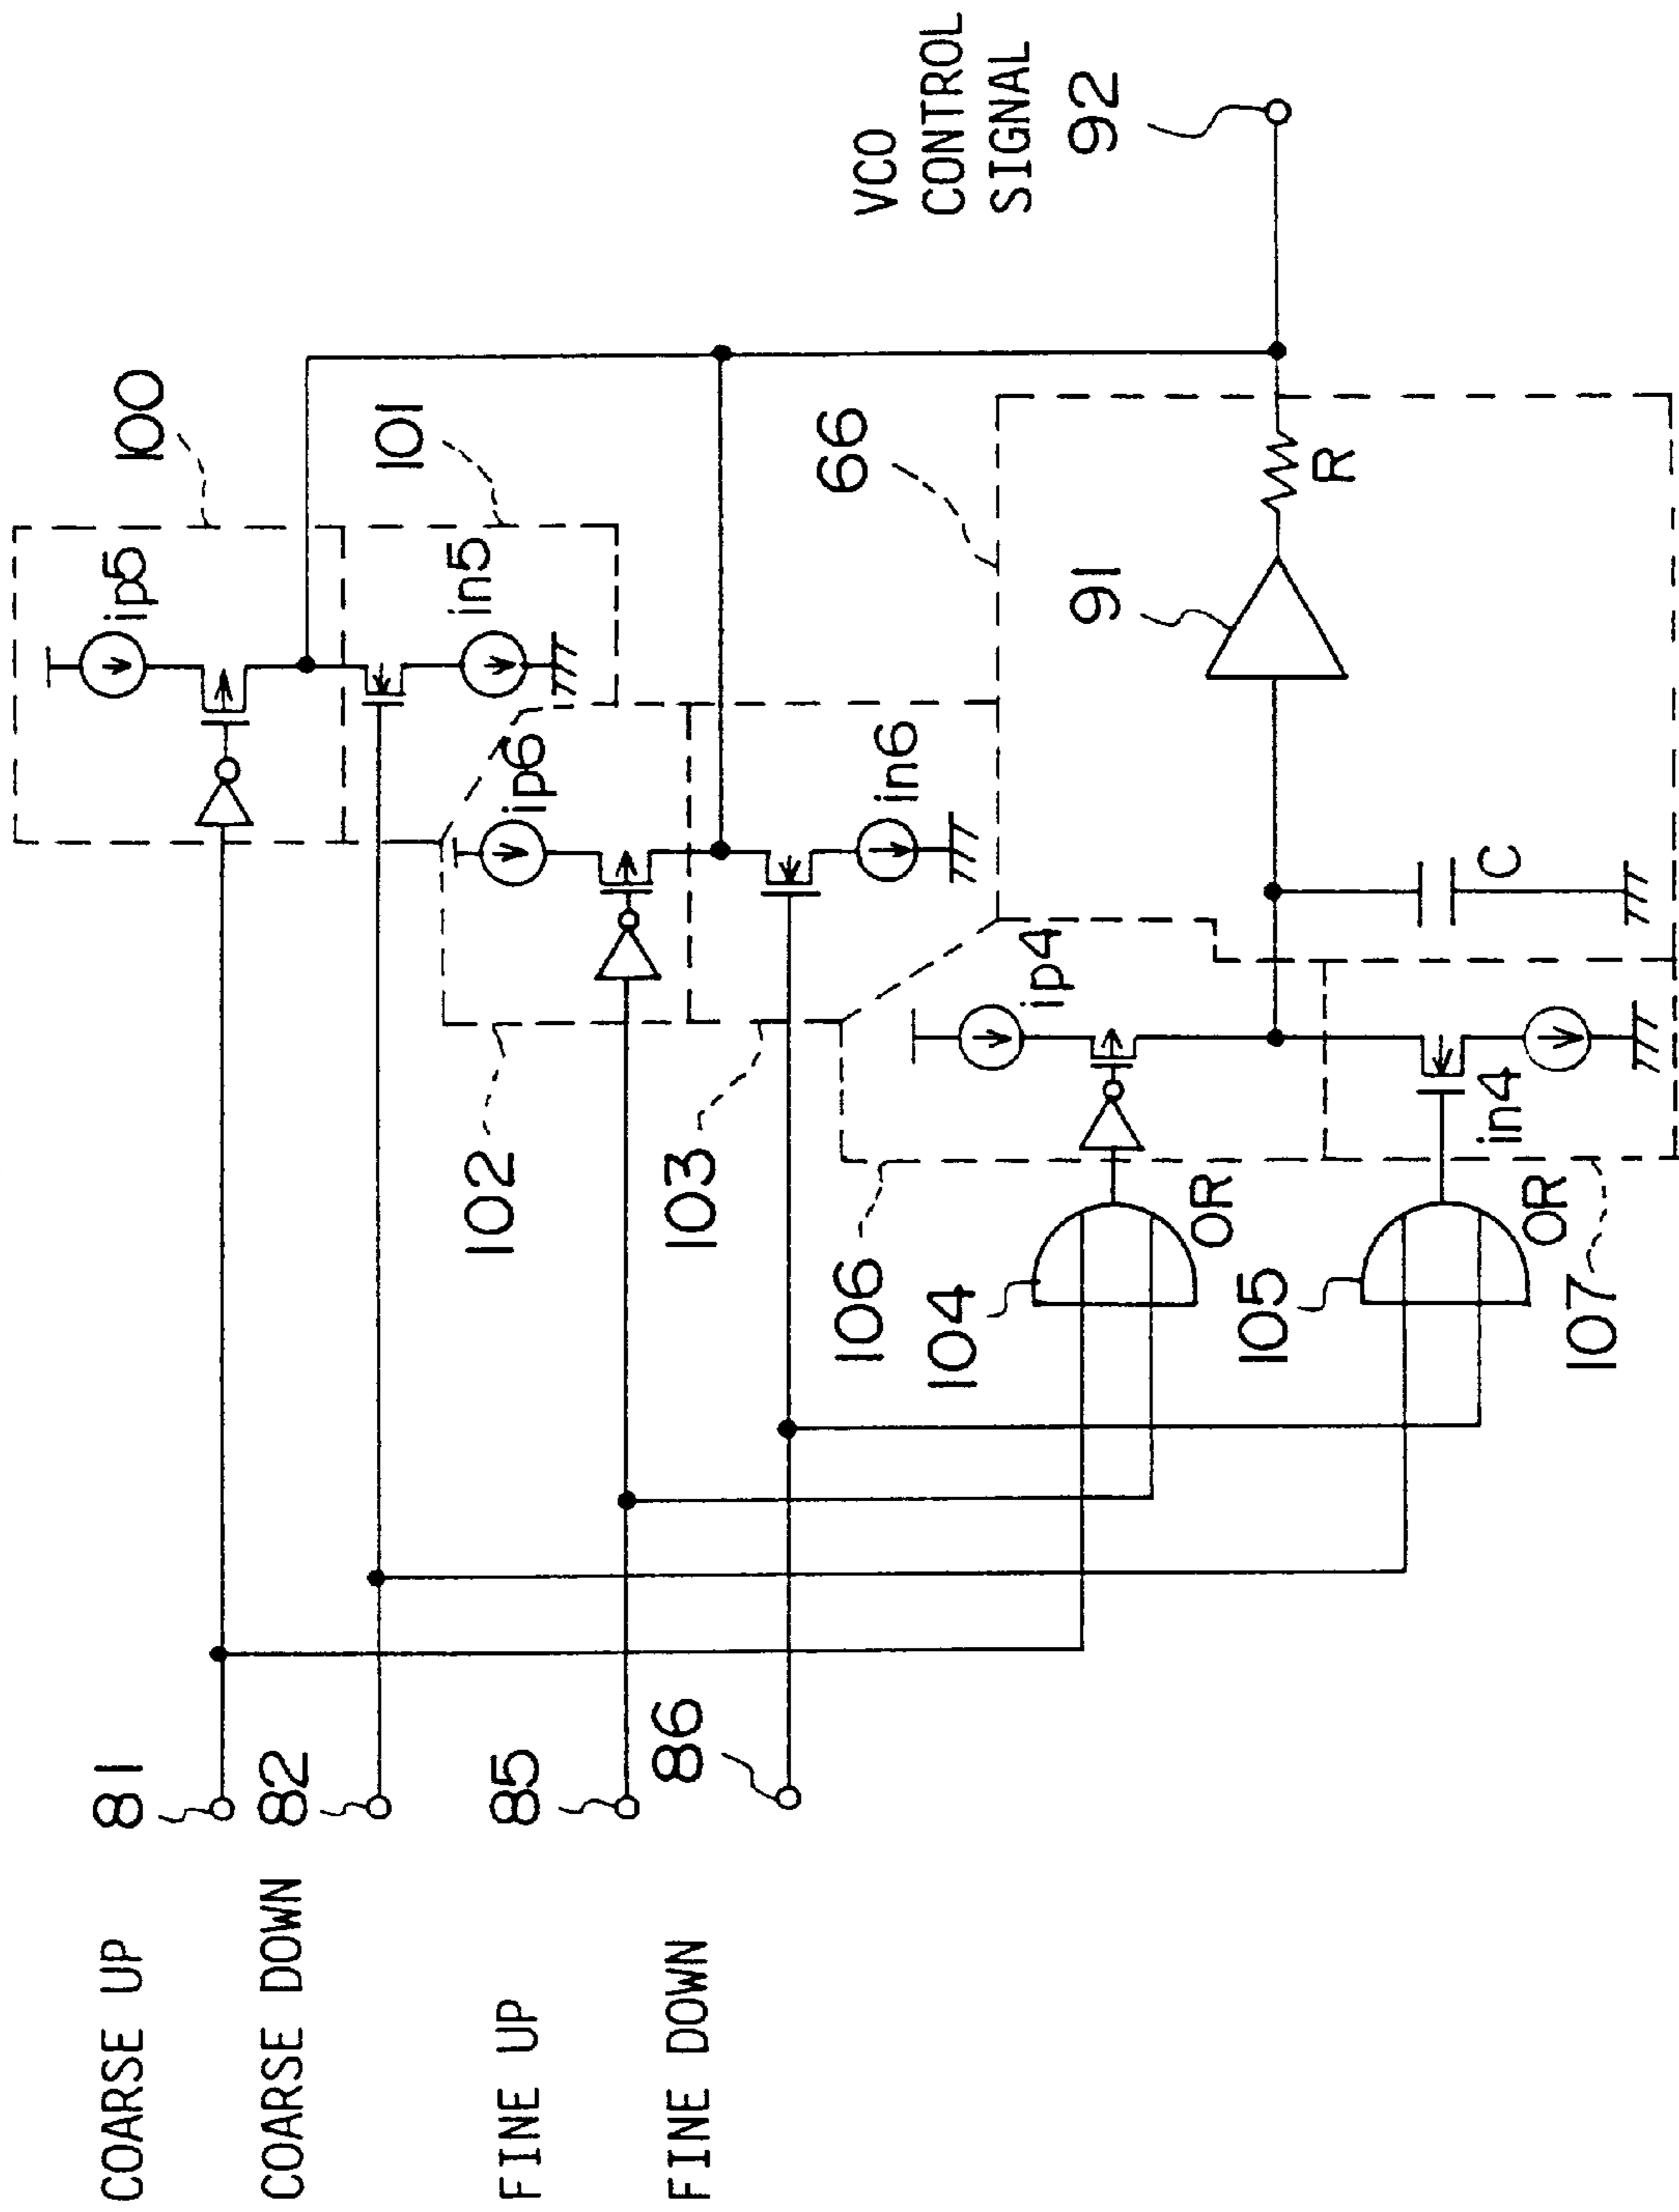 COARSE UP 81
COARSE DOWN 82
FINE UP 85
FINE DOWN 86
100
ip5
101
in5
102
ip6
103
in6
66
106
ip4
104
OR
105
OR
107
in4
C
91
R
VCO
CONTROL
SIGNAL
92